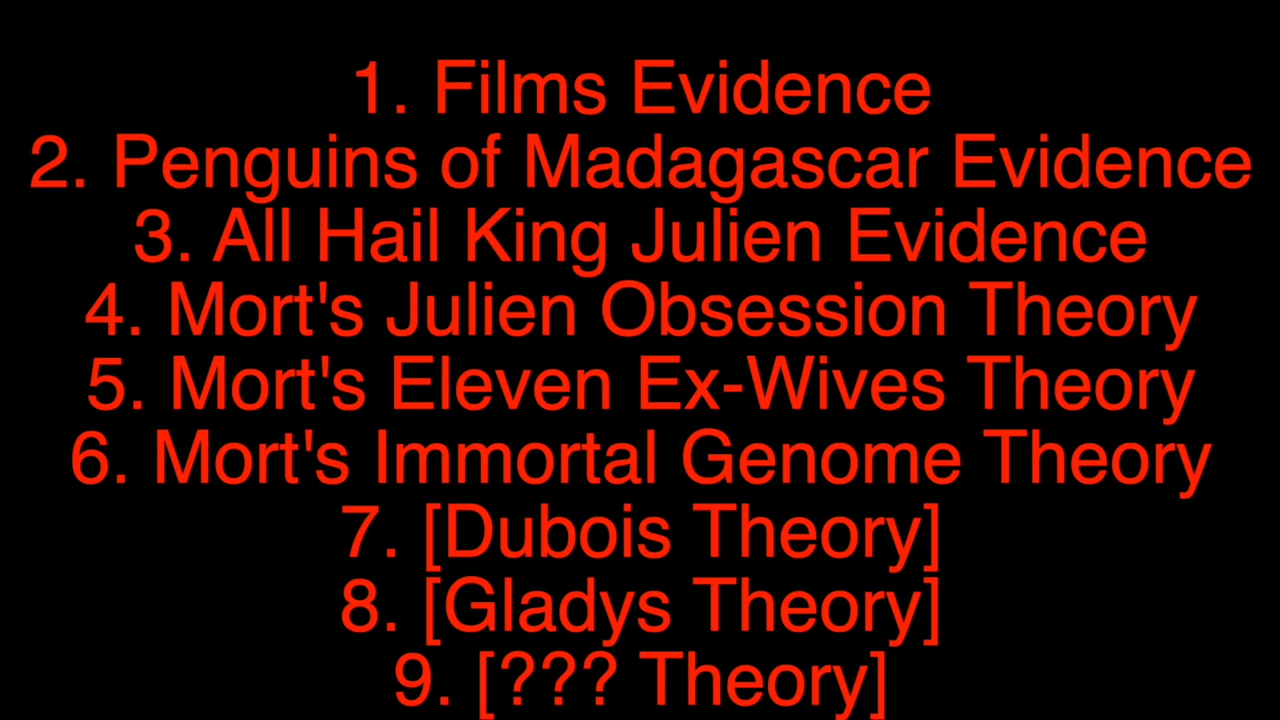 1. Films Evidence
2. Penguins of Madagascar Evidence
3. All Hail King Julien Evidence
4. Mort's Julien Obsession Theory
5. Mort's Eleven Ex-Wives Theory
6. Mort's Immortal Genome Theory
7. [Dubois Theory]
8. [Gladys Theory]
9. [??? Theory]